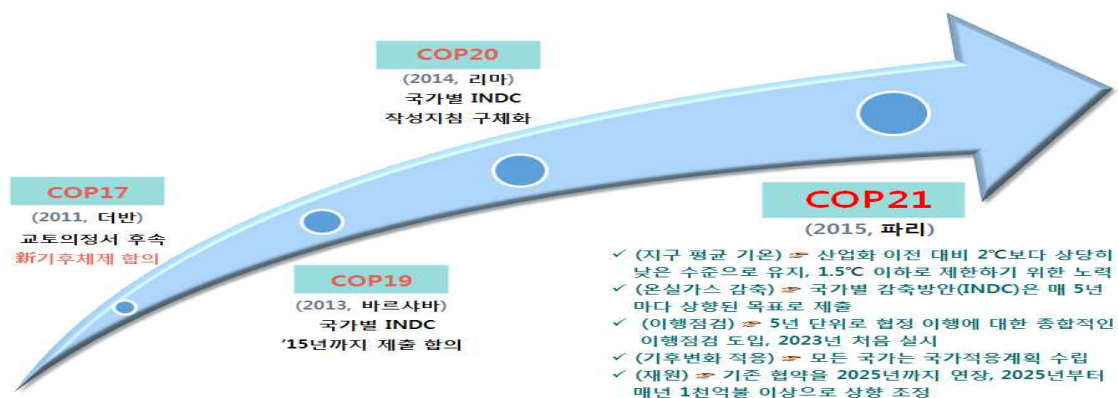 COP17
(2011, 더반)
교토의정서 후속
新기후체제 합의
COP19
(2013, 바르샤바)
국가별 INDC
'15년까지 제출 합의
COP20
(2014, 리마)
국가별 INDC
작성지침 구체화
COP21
(2015, 파리)
✓ (지구 평균 기온) ☞ 산업화 이전 대비 2℃보다 상당히
낮은 수준으로 유지, 1.5℃ 이하로 제한하기 위한 노력
✓ (온실가스 감축) ☞ 국가별 감축방안(INDC)은 매 5년
마다 상향된 목표로 제출
✓ (이행점검) ☞ 5년 단위로 협정 이행에 대한 종합적인
이행점검 도입, 2023년 처음 실시
✓ (기후변화 적응) ☞ 모든 국가는 국가적응계획 수립
✓ (재원) ☞ 기존 협약을 2025년까지 연장, 2025년부터
매년 1천억불 이상으로 상향 조정